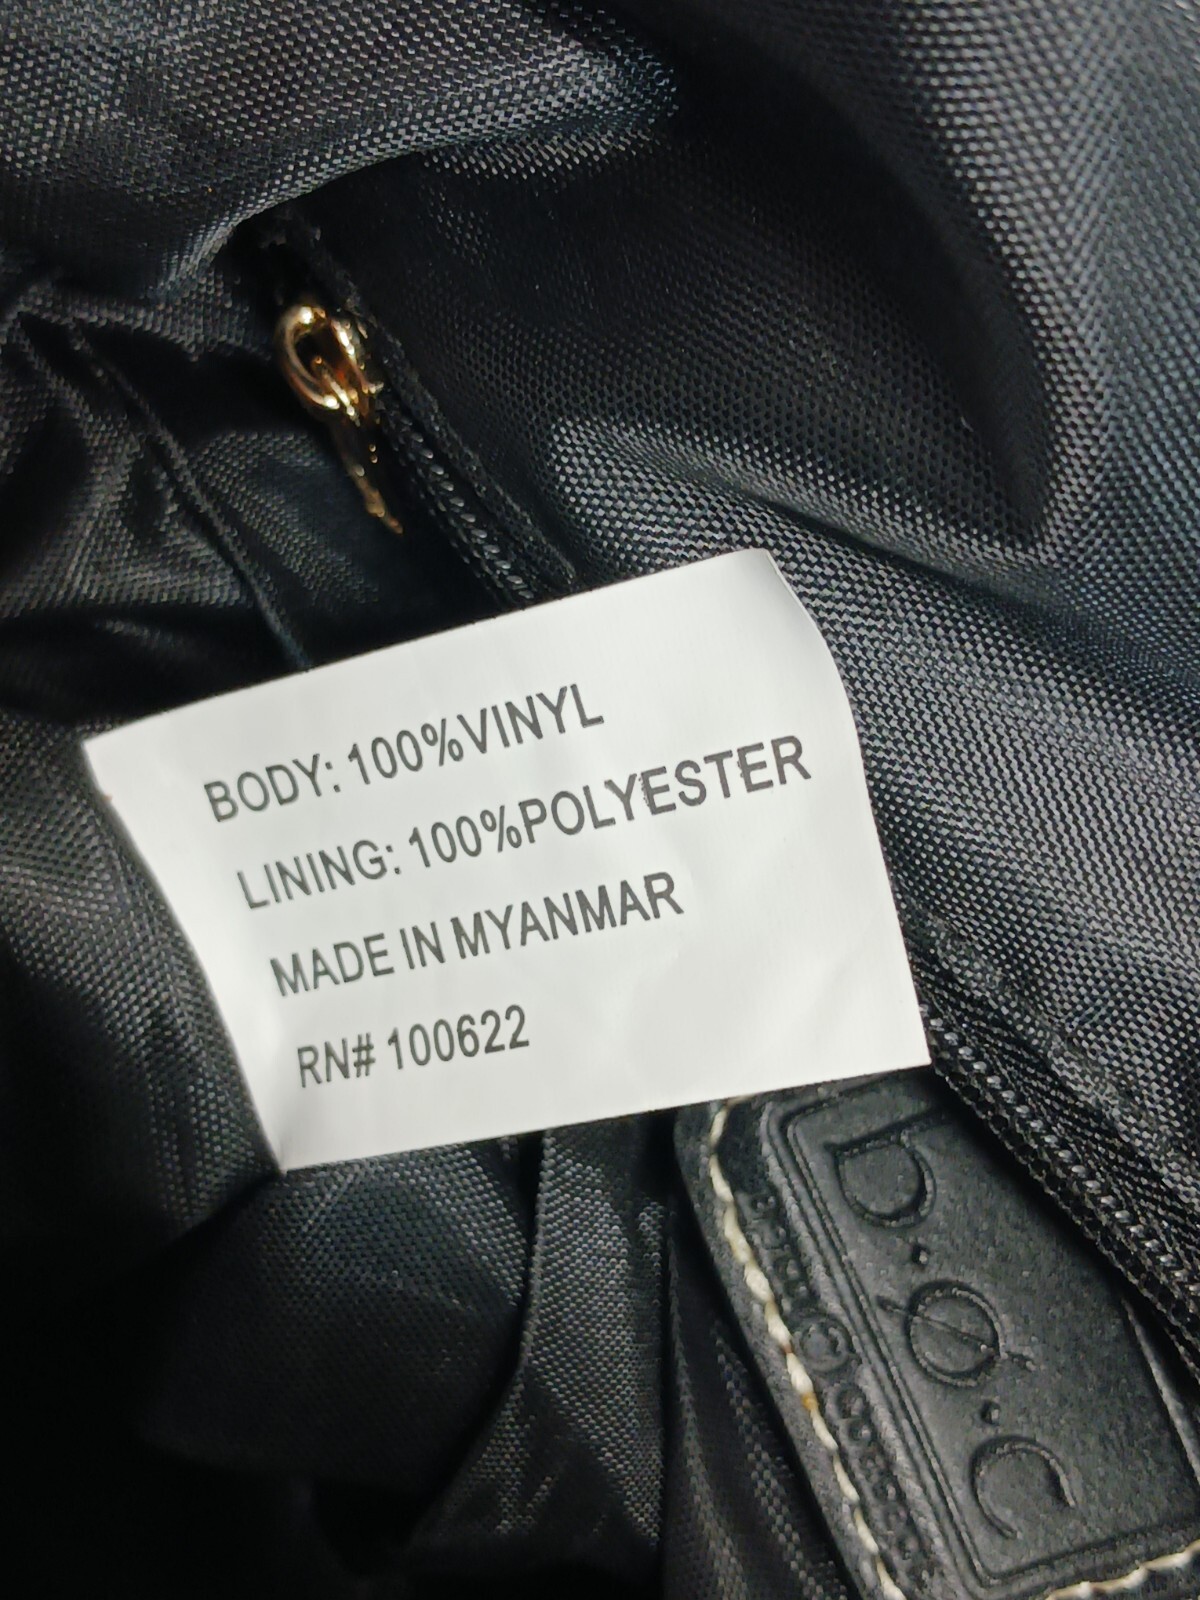 BODY: 100%VINYL
LINING: 100%POLYESTER
MADE IN MYANMAR
RN# 100622
b·ø·c